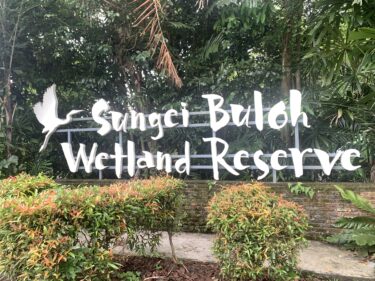 Sungei Buloh
Wetland Reserve